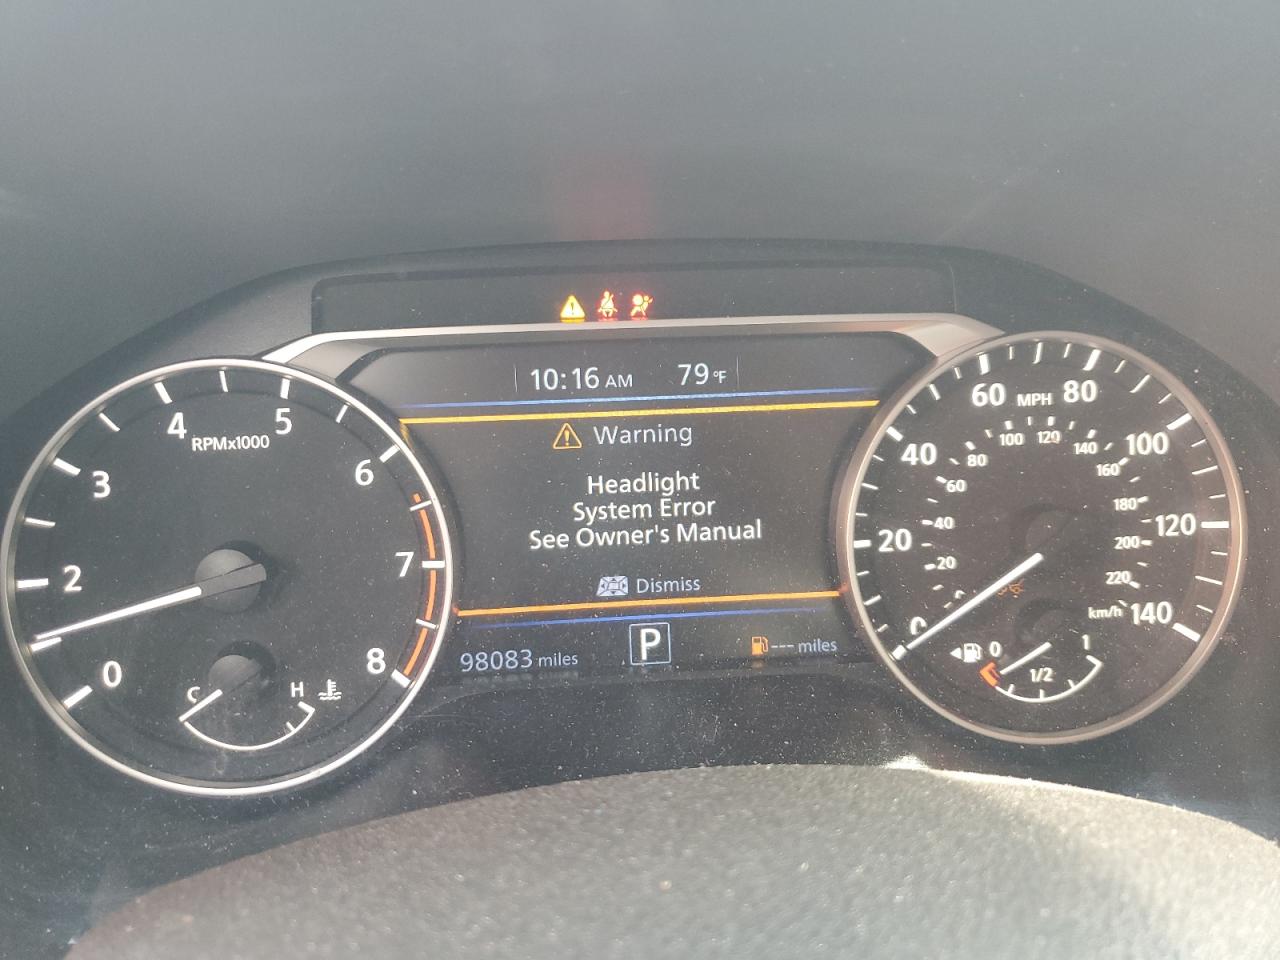 10:16 AM 79°F
Warning
Headlight
System Error
See Owner's Manual
Dismiss
98083 miles
P
--- miles
0
2
3
4
5
6
7
8
RPMx1000
C
H
0
20
40
60
80
100
120
140
MPH
20
40
60
80
100
120
140
160
180
200
220
km/h
0
1/2
1